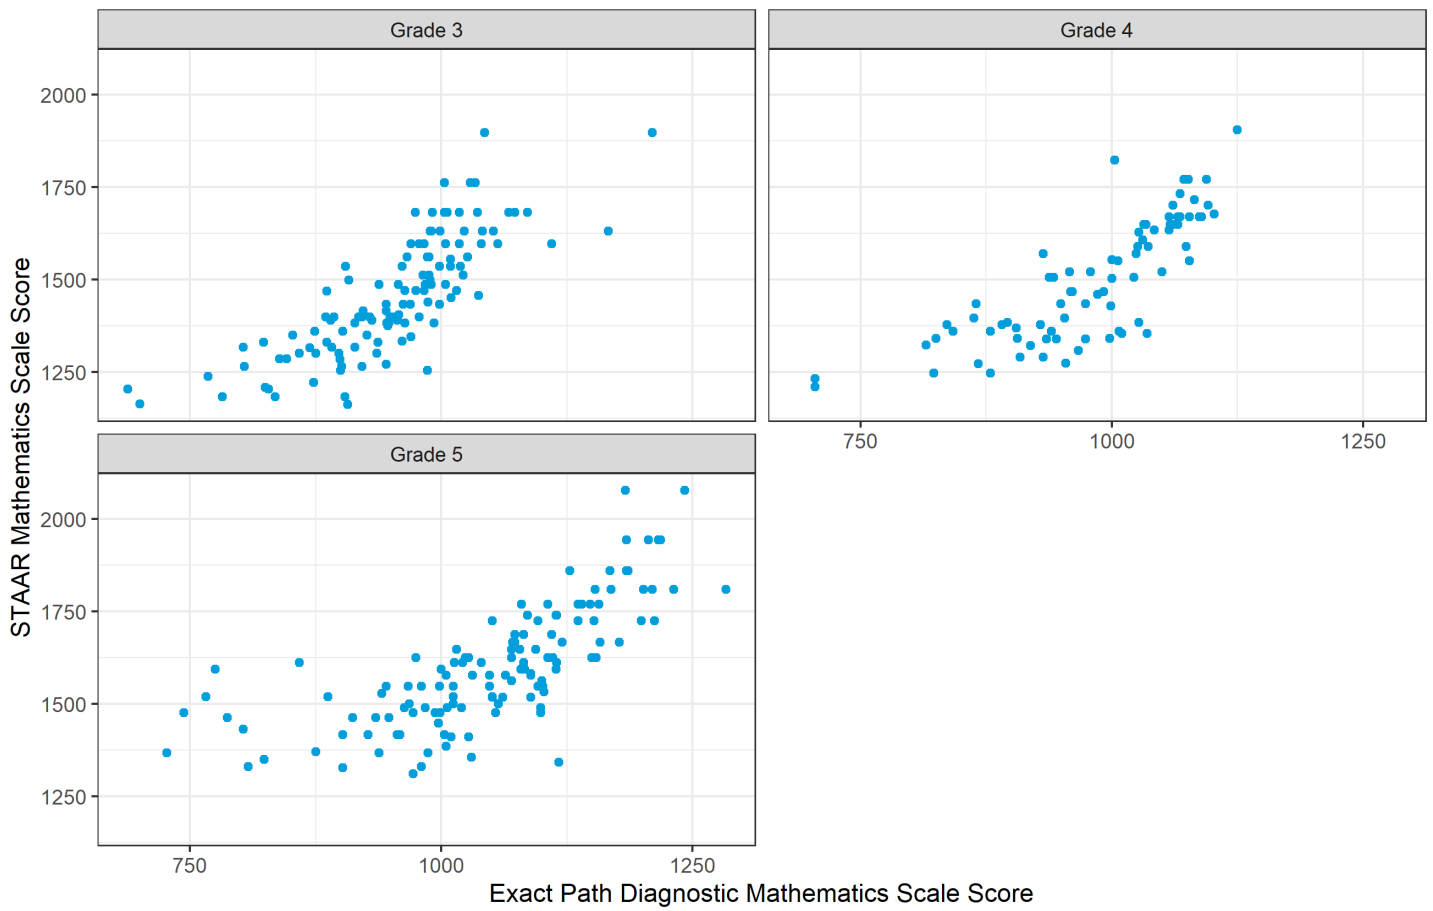 Grade 3
Grade 4
2000
1750
1500
1250
750 1000 1250
Grade 5
2000
1750
1500
1250
750 1000 1250
STAAR Mathematics Scale Score
Exact Path Diagnostic Mathematics Scale Score